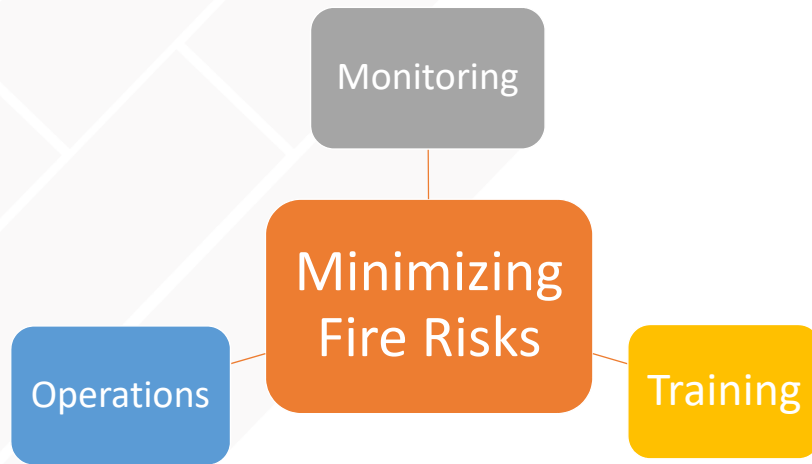 Monitoring
Minimizing
Fire Risks
Operations
Training